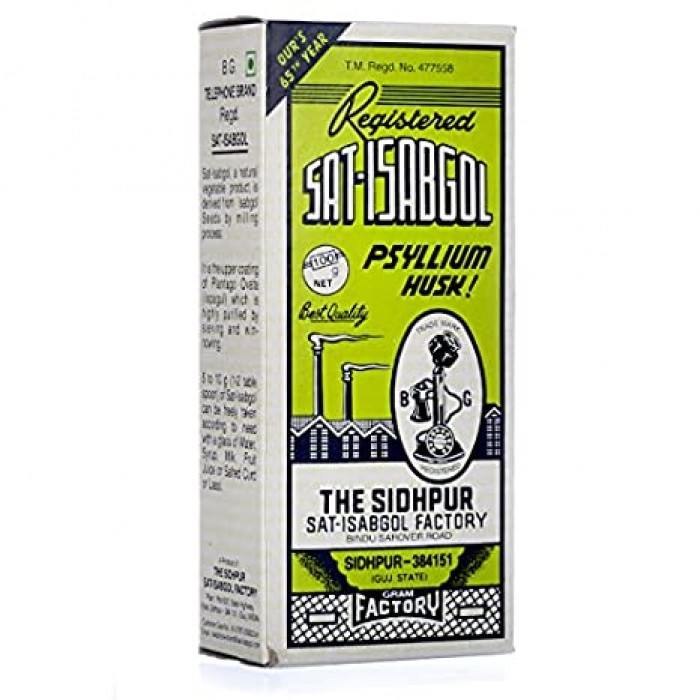 B G
TELEPHONE BRAND
Regd.
SAT-ISABGOL
Sat-Isabgol, a natural
vegetable product, is
derived from Isabgol
Seeds by milling
process.
It is the upper coating
of Plantago Ovata
(Ispagul) which is
highly purified by
sieving and win-
nowing.
5 to 10 g (1-2 table
spoon) of Sat-Isabgol
can be freely taken
according to need
with a glass of Water,
Syrup, Milk, Fruit
Juice or Salted Curd
or Lassi.
A Product of
THE SIDHPUR
SAT-ISABGOL FACTORY
OUR'S
65TH YEAR
T.M. Regd. No. 477558
Registered
SAT-ISABGOL
PSYLLIUM
HUSK!
100
g
NET
Best Quality
TRADE MARK
B G
REGISTERED
THE SIDHPUR
SAT-ISABGOL FACTORY
BINDU SAROVER ROAD
SIDHPUR-384151
(GUJ. STATE)
GRAM
FACTORY